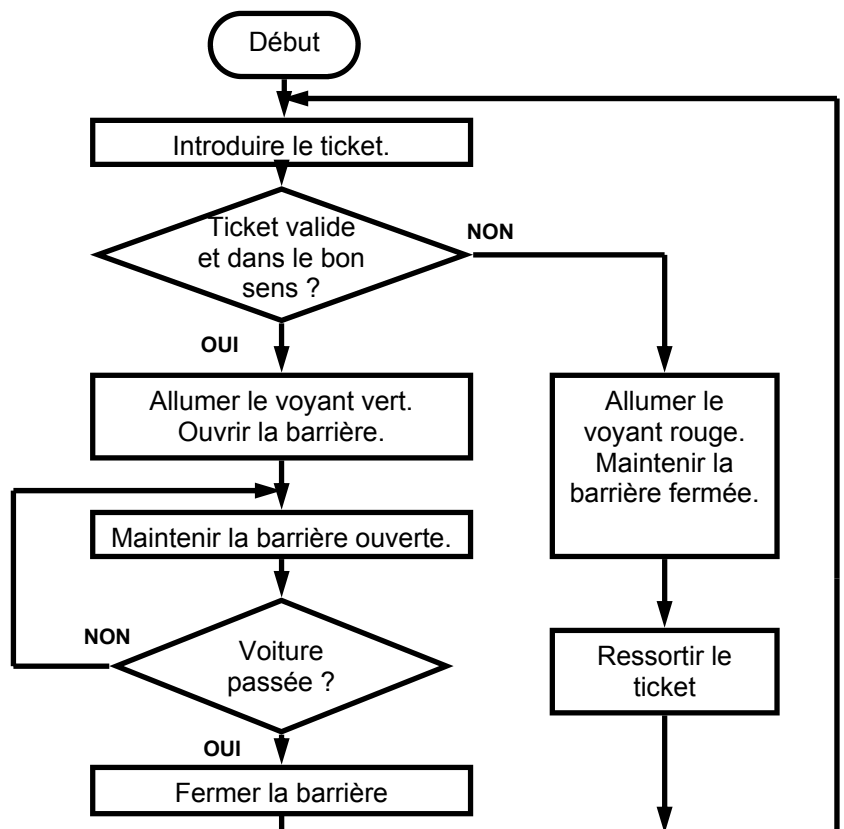 Début
Introduire le ticket.
Ticket valide
et dans le bon
sens ?
NON
OUI
Allumer le voyant vert.
Ouvrir la barrière.
Allumer le
voyant rouge.
Maintenir la
barrière fermée.
Maintenir la barrière ouverte.
NON
Voiture
passée ?
Ressortir le
ticket
OUI
Fermer la barrière